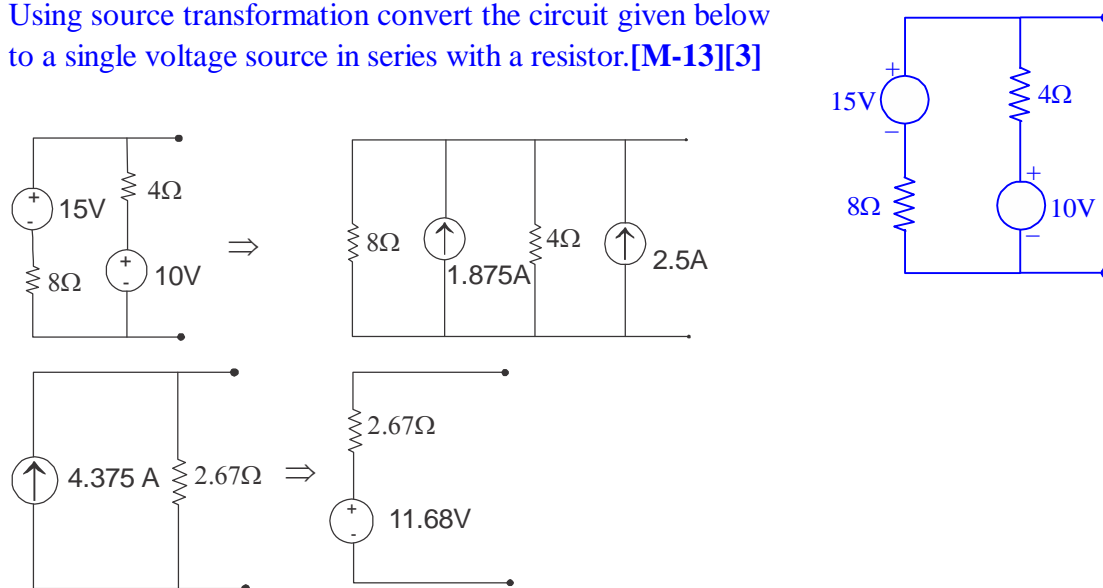 Using source transformation convert the circuit given below
to a single voltage source in series with a resistor.[M-13][3]
+
15V
−
8Ω
4Ω
+
10V
−
+
15V
-
8Ω
4Ω
+
10V
-
⇒
8Ω
1.875A
4Ω
2.5A
4.375 A
2.67Ω
⇒
2.67Ω
+
11.68V
-